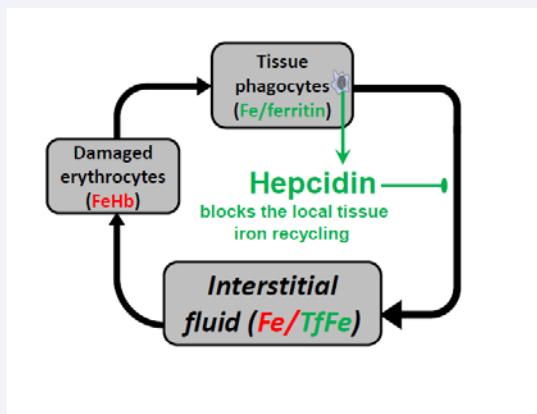 Tissue
phagocytes
(Fe/ferritin)
Damaged
erythrocytes
(FeHb)
Hepcidin
blocks the local tissue
iron recycling
Interstitial
fluid (Fe/TfFe)